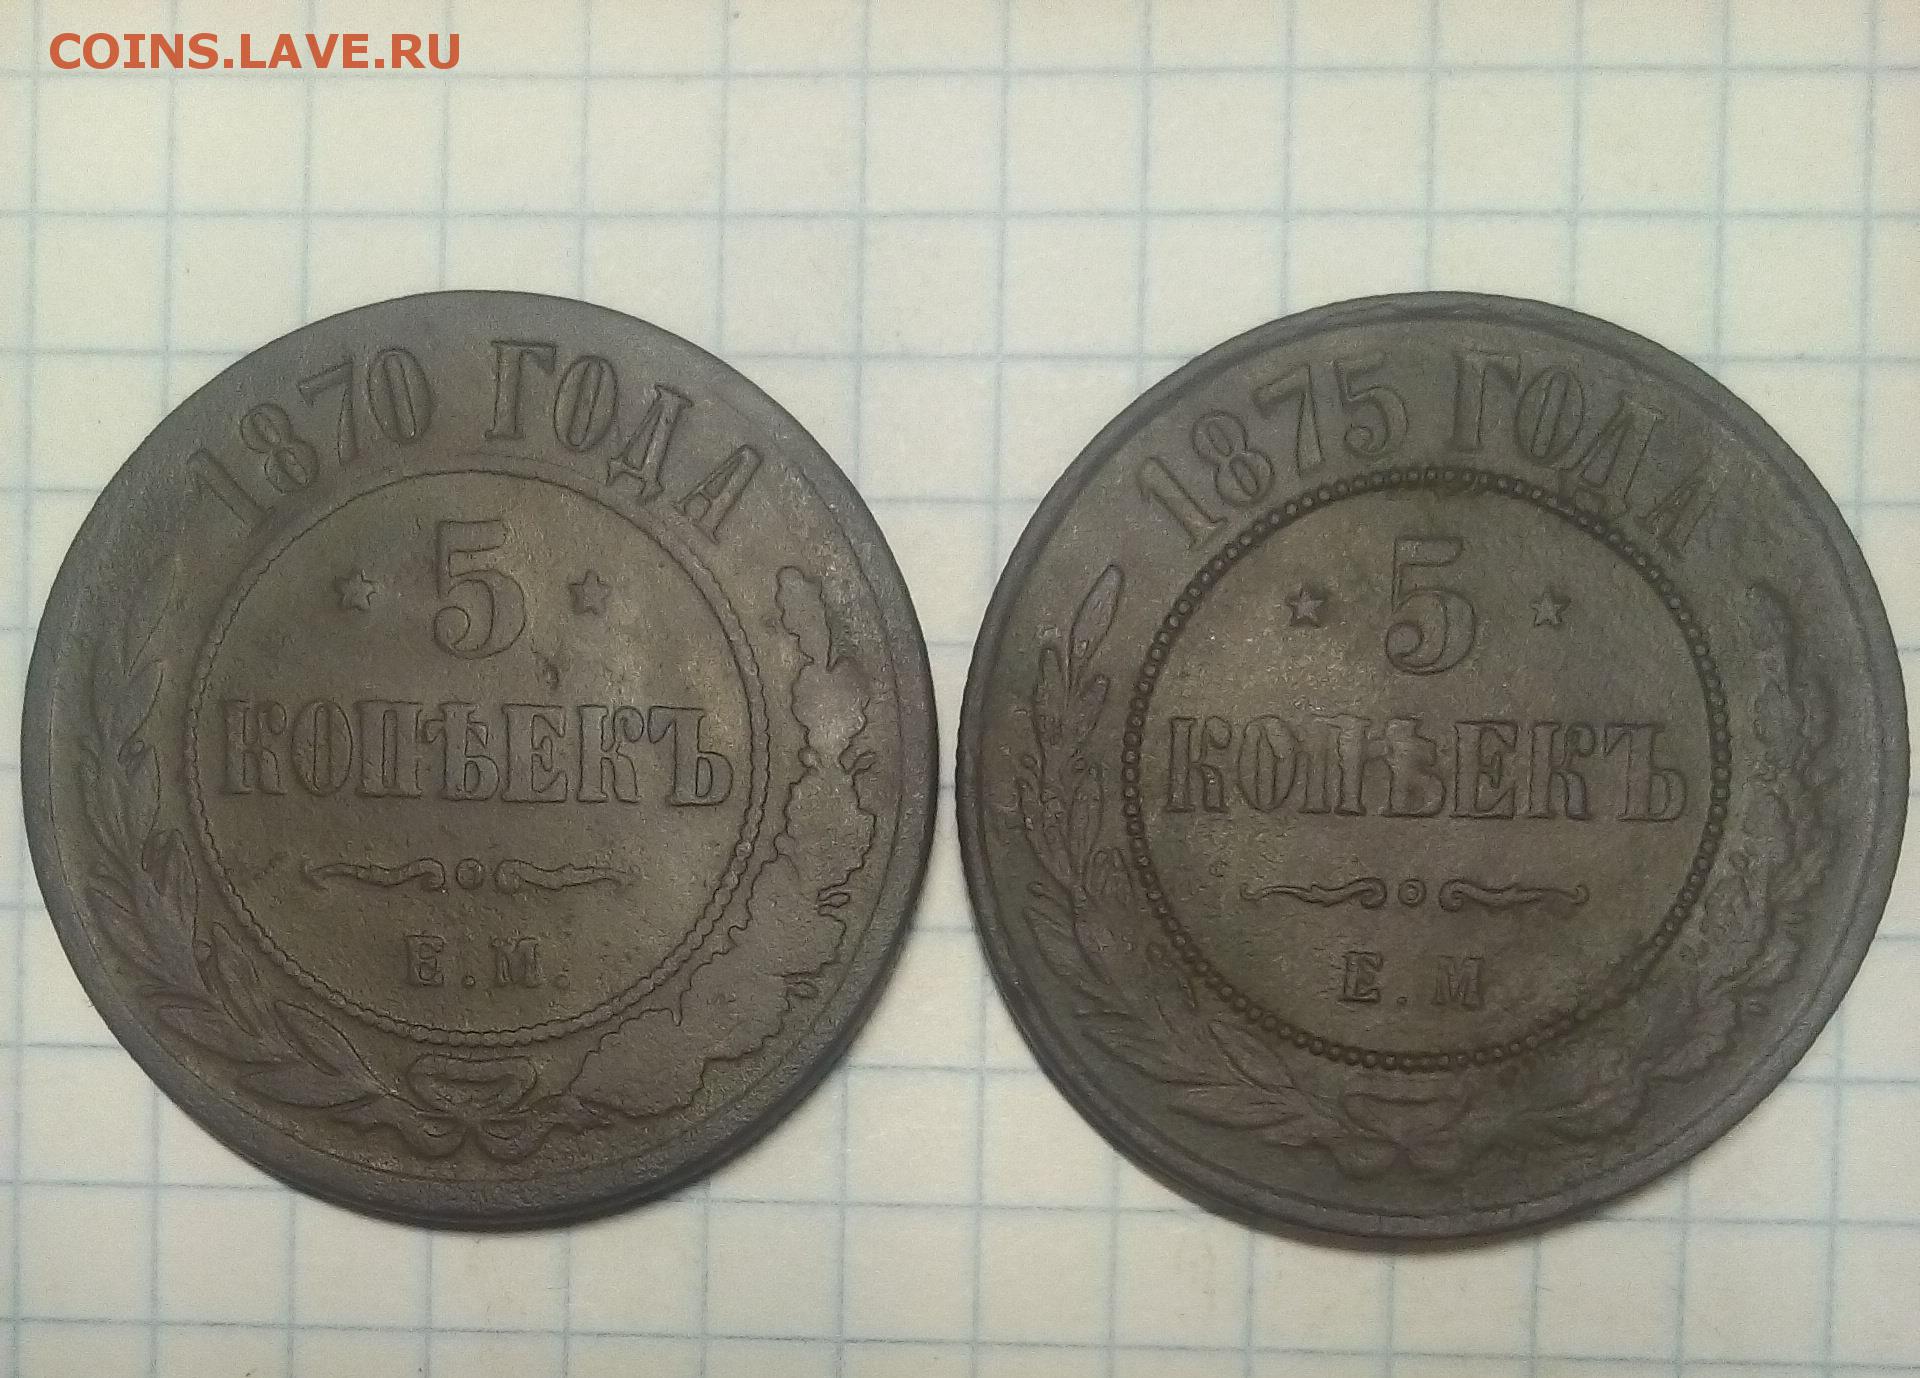 COINS.LAVE.RU
1870 ГОДА
5
КОПѢЕКЪ
Е.М.
1875 ГОДА
5
КОПѢЕКЪ
Е.М